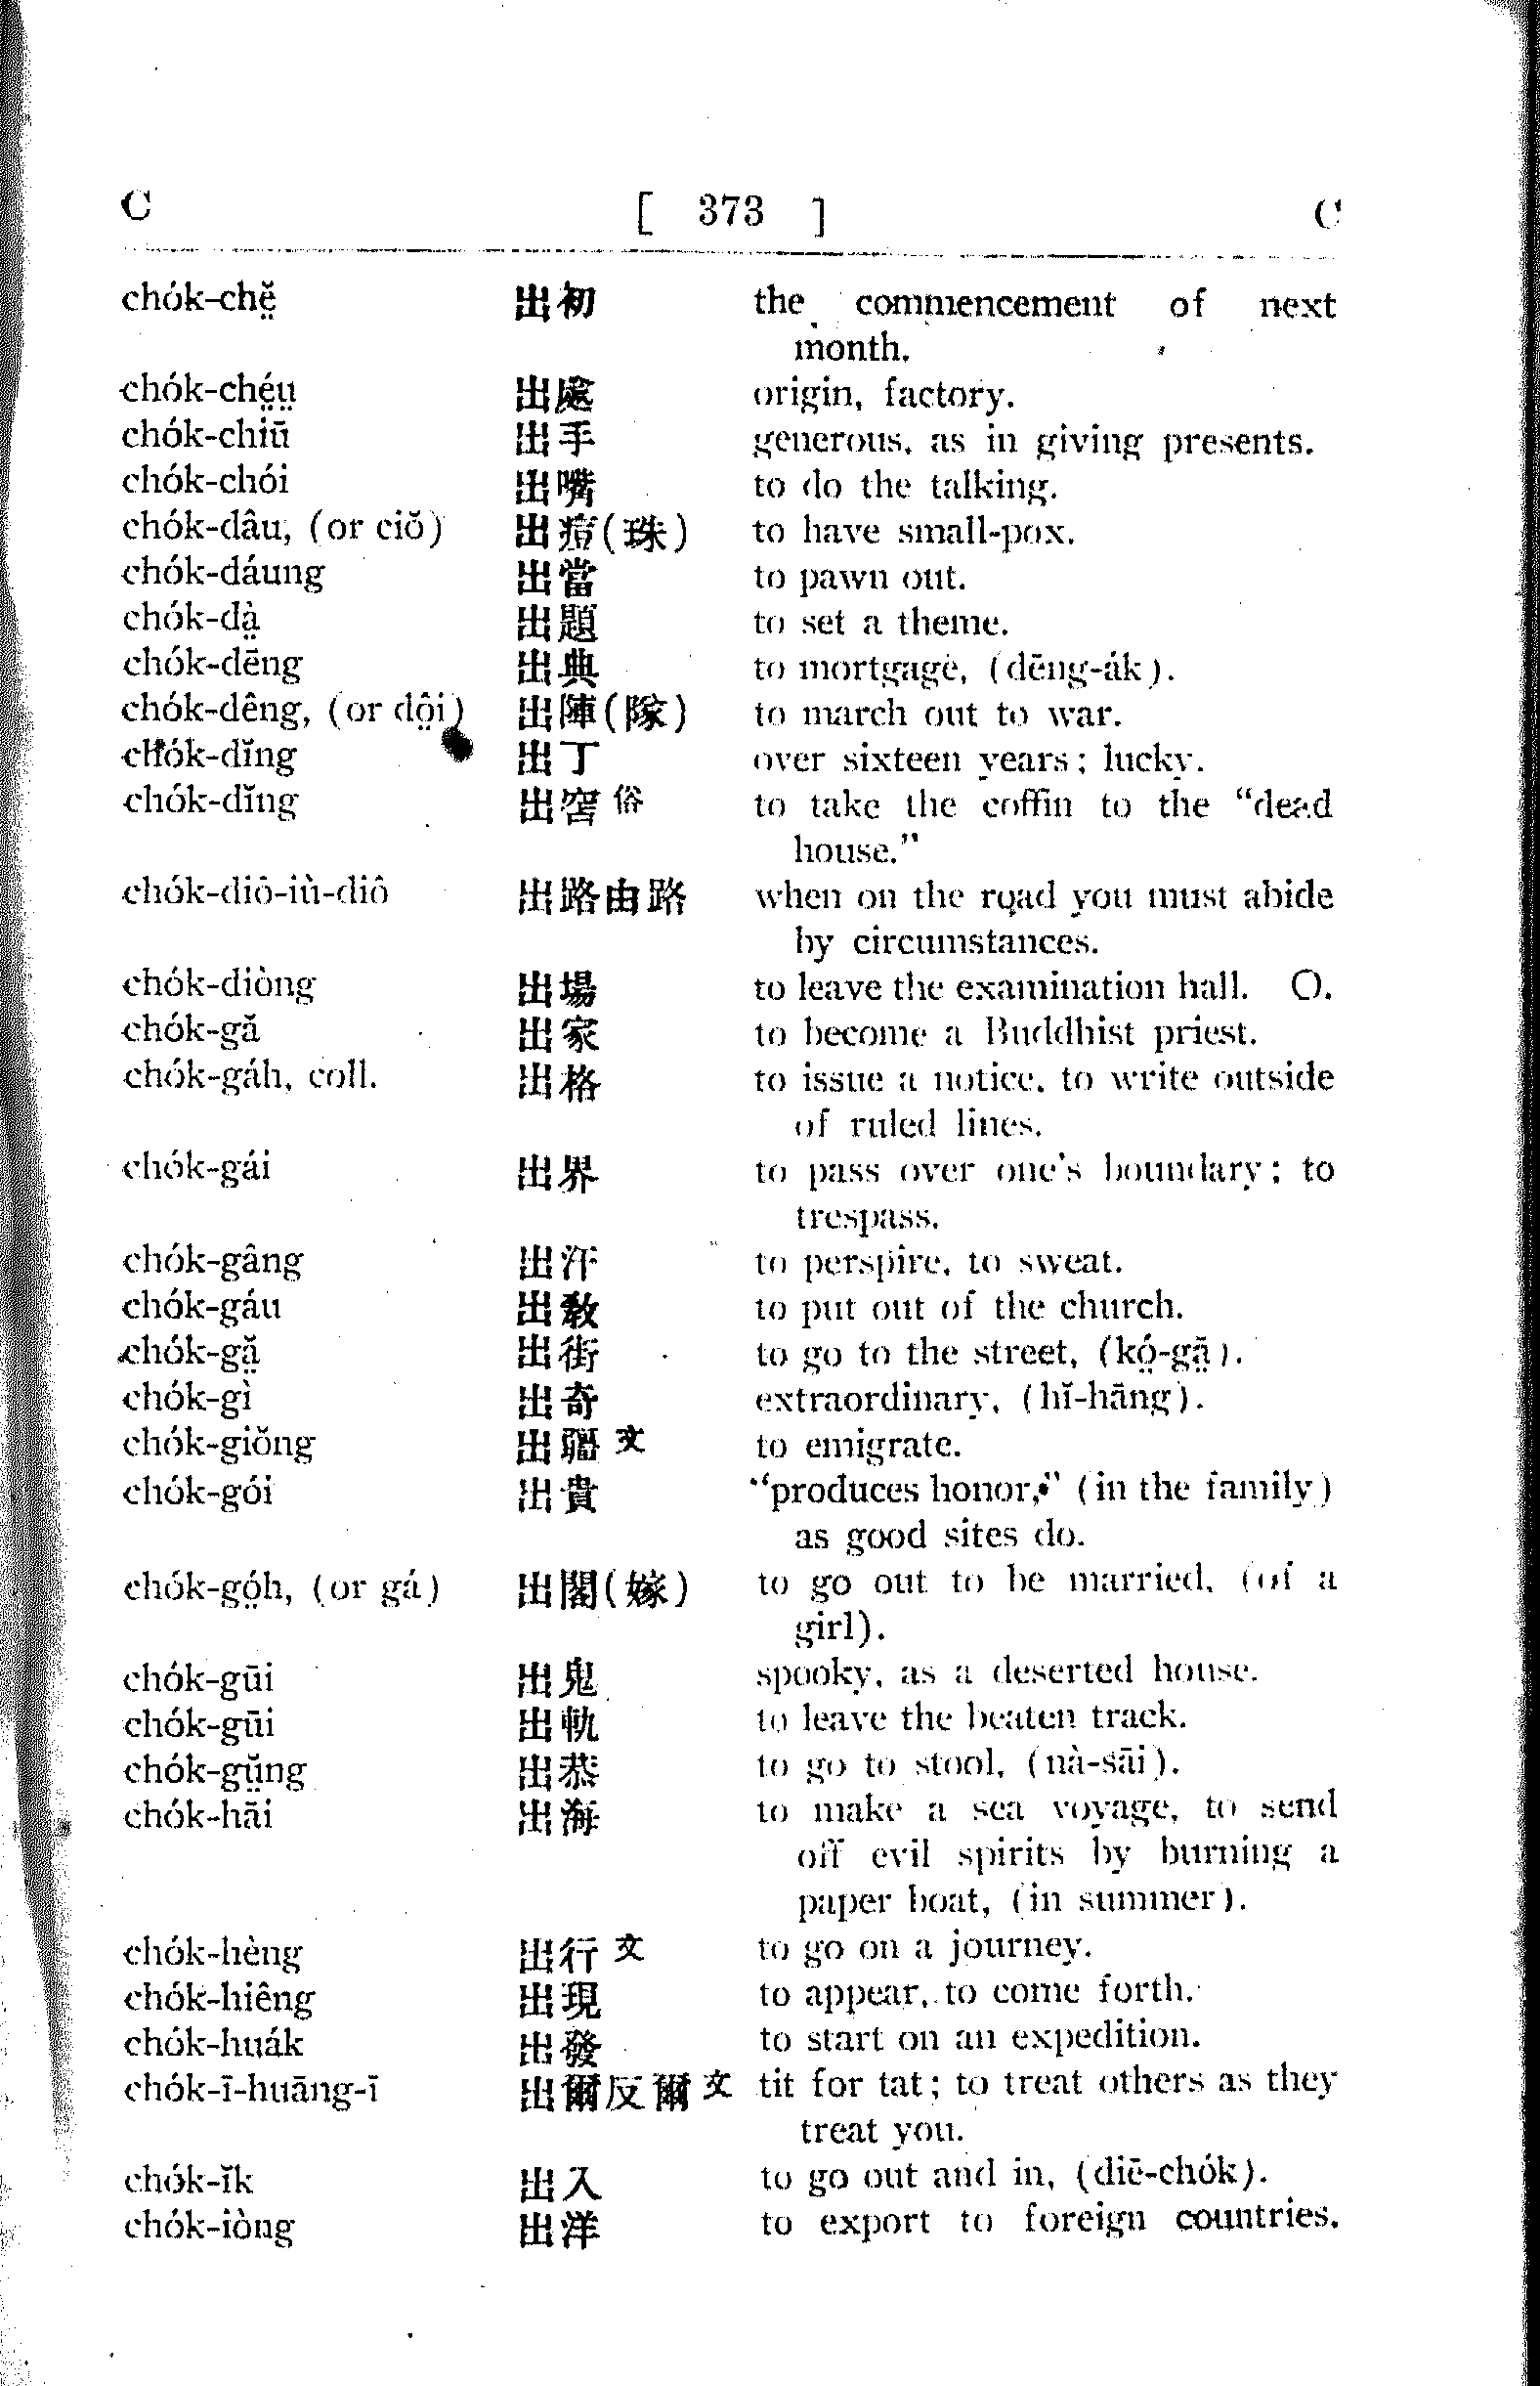 C [ 373 ] C
chók-chĕ̤ 出初 the commencement of next
month.
chók-ché̤ṳ 出處 origin, factory.
chók-chiū 出手 generous, as in giving presents.
chók-chói 出嘴 to do the talking.
chók-dâu, (or ciŏ) 出痘(珠) to have small-pox.
chók-dáung 出當 to pawn out.
chók-dà̤ 出題 to set a theme.
chók-dēng 出典 to mortgage, (dēng-ák).
chók-dêng, (or dô̤i) 出陣(隊) to march out to war.
chók-dĭng 出丁 over sixteen years; lucky.
chók-dĭng 出窨俗 to take the coffin to the “dead
house.”
chók-diô-iù-diô 出路由路 when on the road you must abide
by circumstances.
chók-diòng 出場 to leave the examination hall. O.
chók-gă 出家 to become a Buddhist priest.
chók-gáh, coll. 出格 to issue a notice, to write outside
of ruled lines.
chók-gái 出界 to pass over one's boundary; to
trespass.
chók-gâng 出汗 to perspire, to sweat.
chók-gáu 出教 to put out of the church.
chók-gă̤ 出街 to go to the street, (kó̤-gā̤).
chók-gì 出奇 extraordinary, (hĭ-hāng).
chók-giŏng 出疆文 to emigrate.
chók-gói 出貴 “produces honor,” (in the family)
as good sites do.
chók-gó̤h, (or gá) 出閣(嫁) to go out to be married, (of a
girl).
chók-gūi 出鬼 spooky, as a deserted house.
chók-gūi 出軌 to leave the beaten track.
chók-gṳ̆ng 出恭 to go to stool, (nà-sāi).
chók-hāi 出海 to make a sea voyage, to send
off evil spirits by burning a
paper boat, (in summer).
chók-hèng 出行文 to go on a journey.
chók-hiêng 出現 to appear, to come forth.
chók-huák 出發 to start on an expedition.
chók-ī-huāng-ī 出爾反爾文 tit for tat; to treat others as they
treat you.
chók-ĭk 出入 to go out and in, (diē-chók).
chók-iòng 出洋 to export to foreign countries.